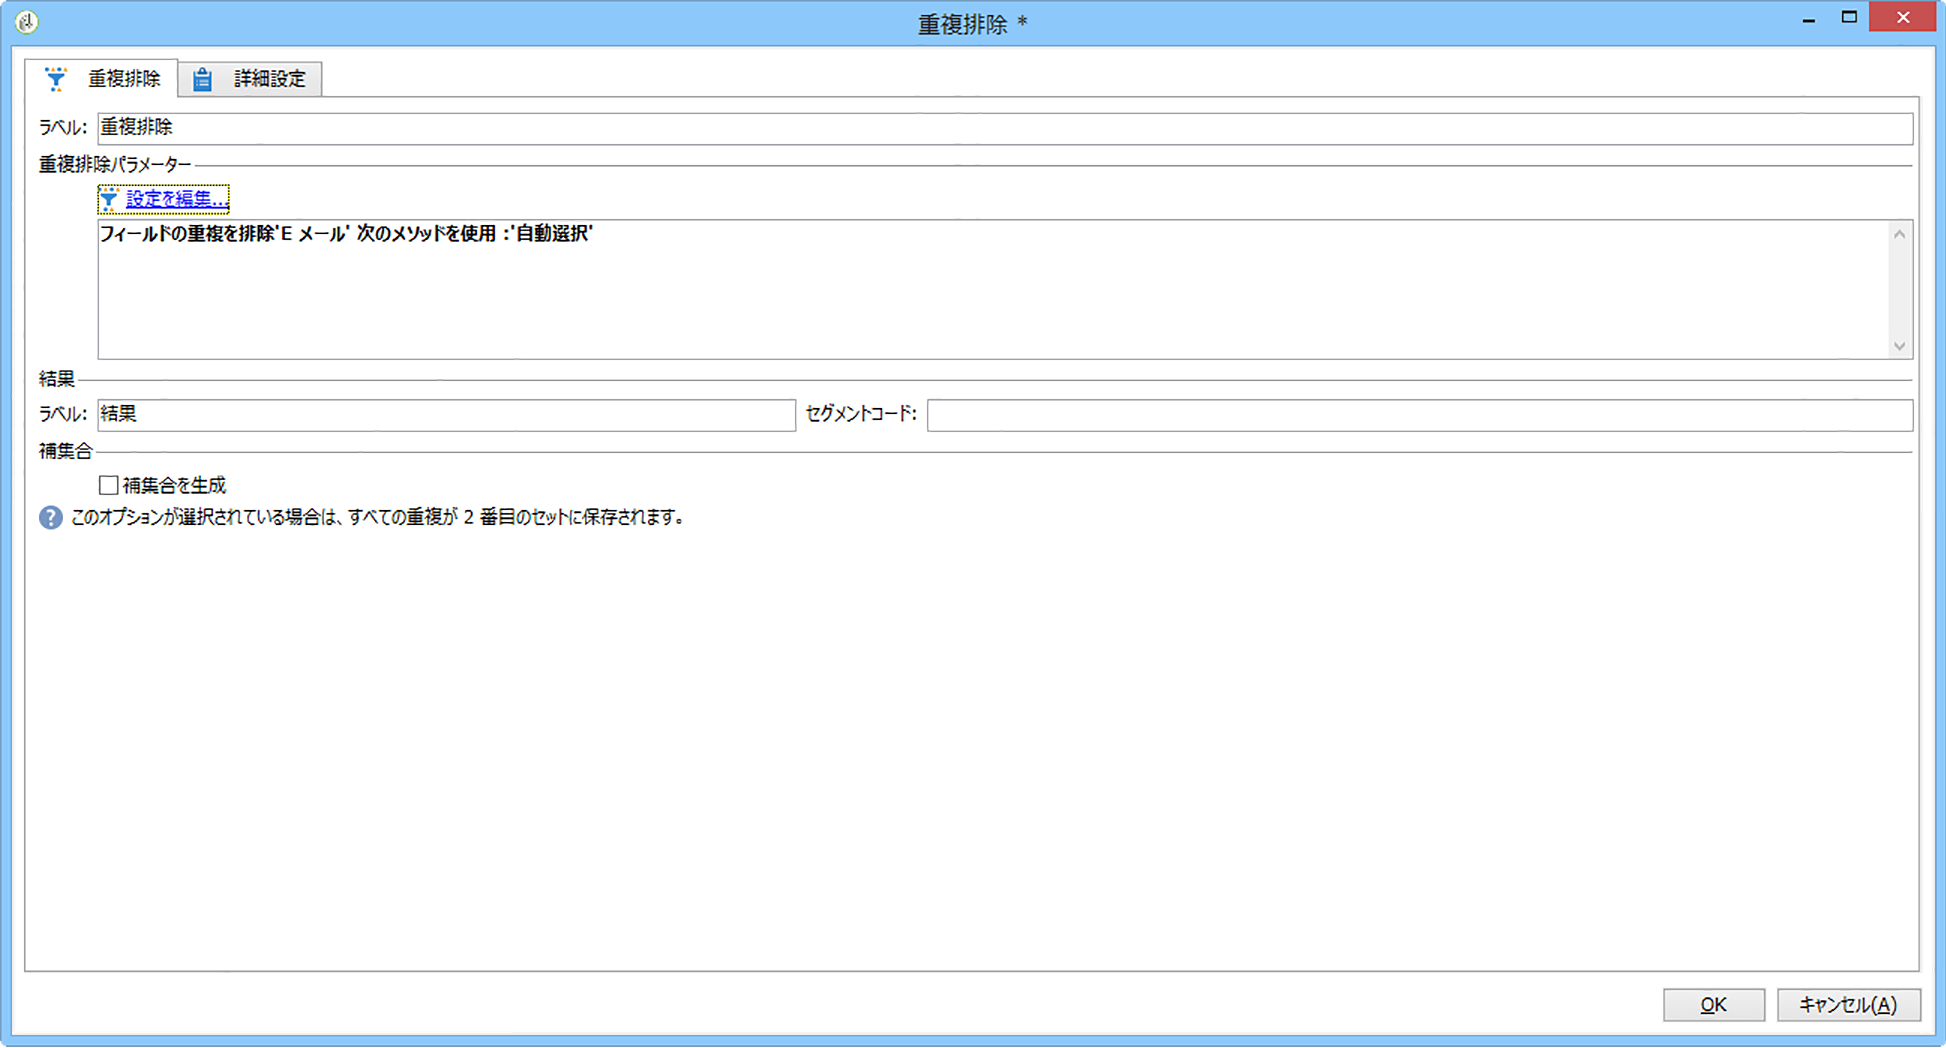 重複排除 *
重複排除
詳細設定
ラベル: 重複排除
重複排除パラメーター
設定を編集...
フィールドの重複を排除'E メール' 次のメソッドを使用 :'自動選択'
結果
ラベル: 結果 セグメントコード:
補集合
補集合を生成
このオプションが選択されている場合は、すべての重複が 2 番目のセットに保存されます。
OK キャンセル(A)